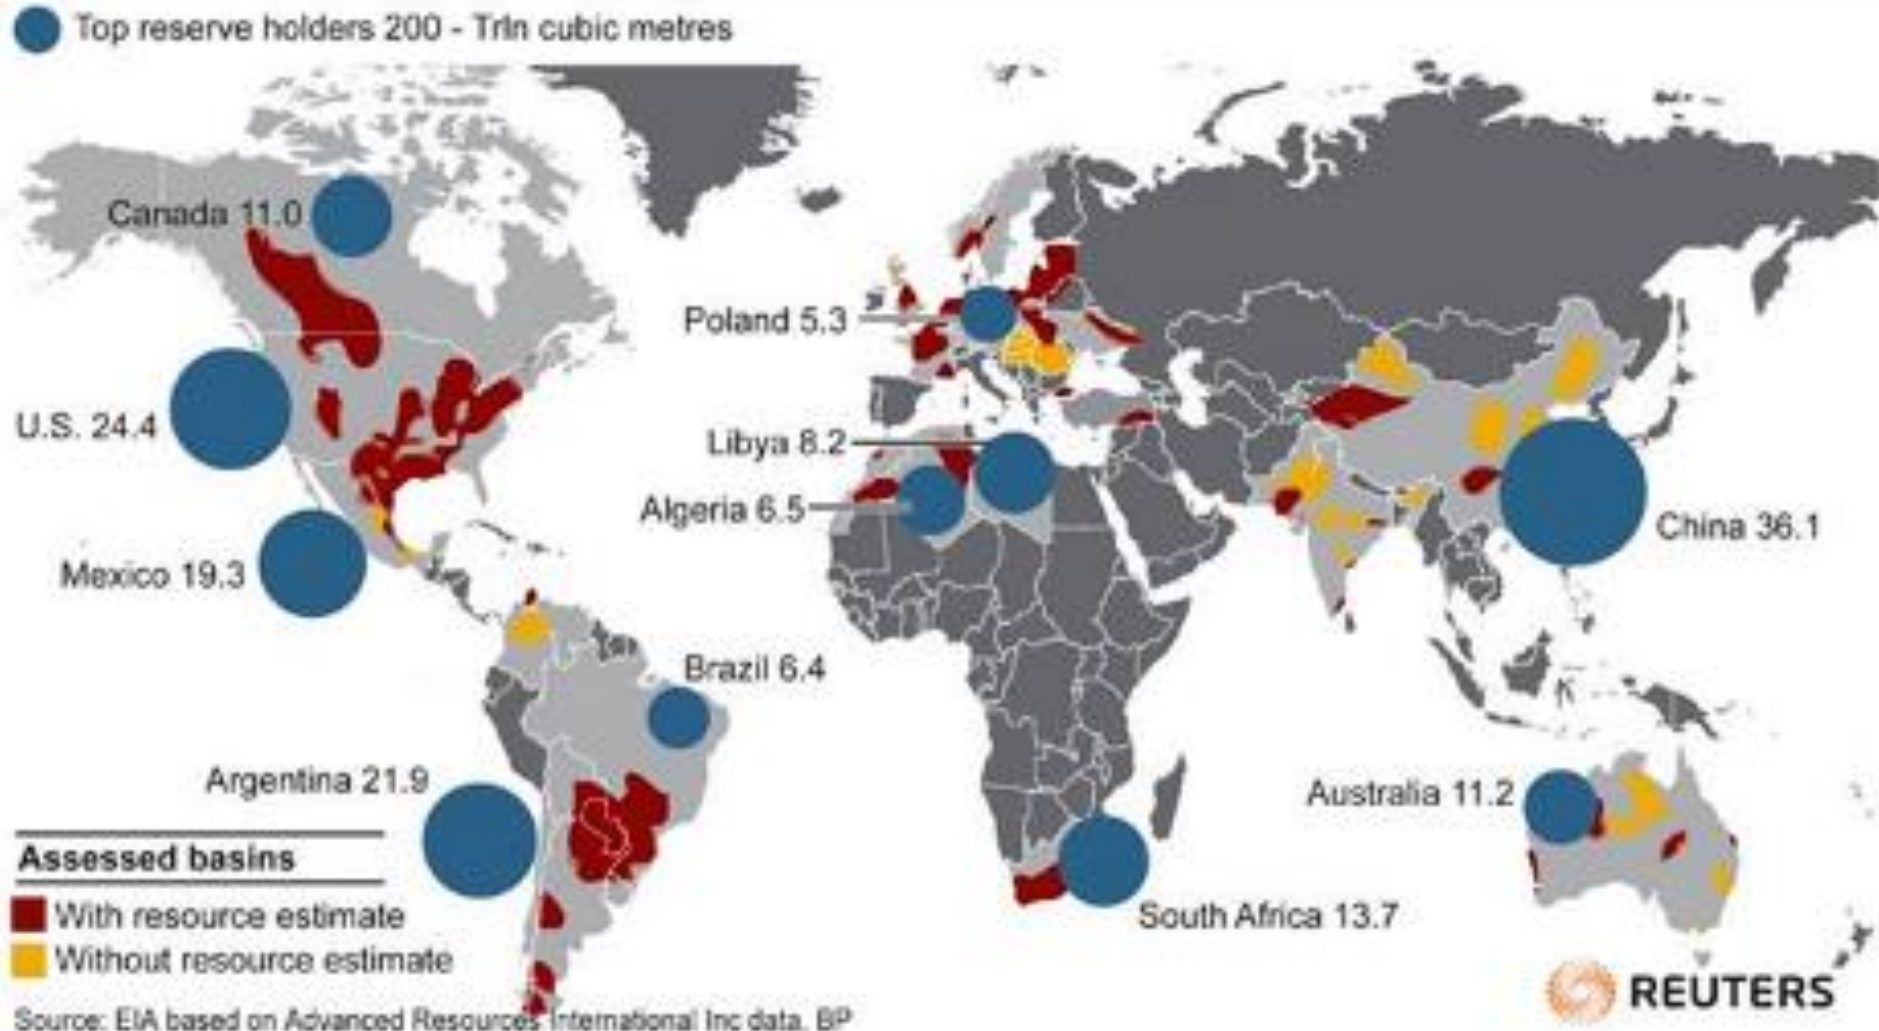 Top reserve holders 200 - Trln cubic metres
Canada 11.0
Poland 5.3
U.S. 24.4
Libya 8.2
Algeria 6.5
China 36.1
Mexico 19.3
Brazil 6.4
Argentina 21.9
Australia 11.2
South Africa 13.7
Assessed basins
With resource estimate
Without resource estimate
REUTERS
Source: EIA based on Advanced Resources International Inc data, BP